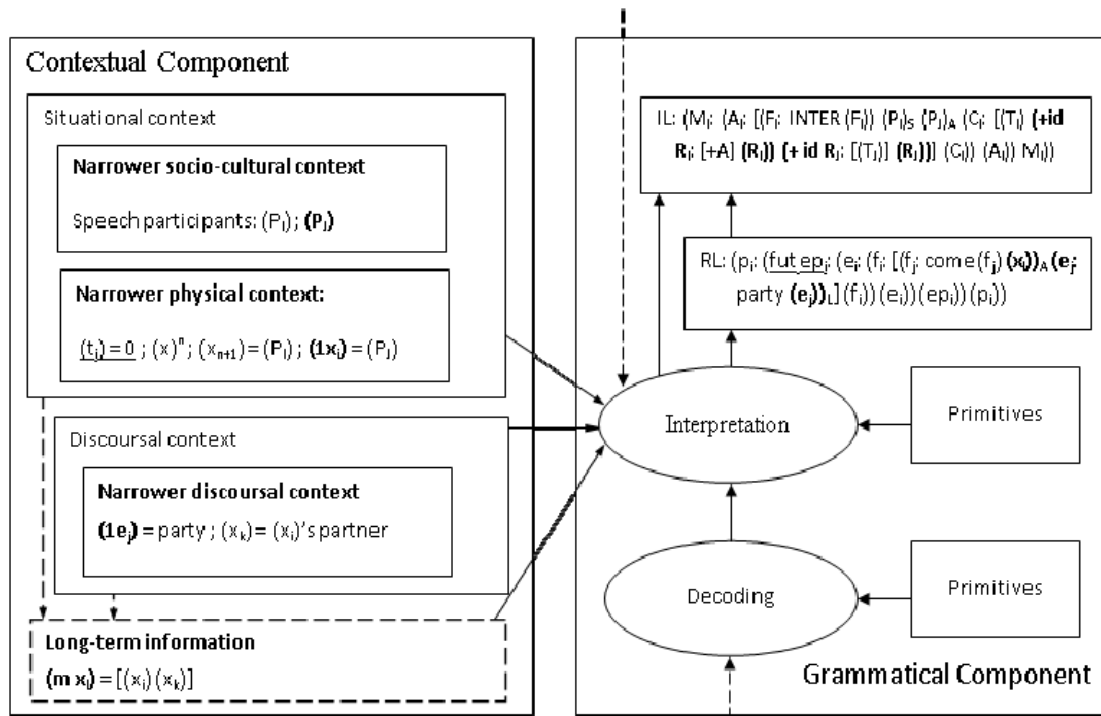 Contextual Component
Situational context
Narrower socio-cultural context
Speech participants: (Pᵢ) ; (Pⱼ)
Narrower physical context:
(tᵢ) = 0 ; (x)ⁿ ; (xₙ₊₁) = (Pᵢ) ; (1xᵢ) = (Pⱼ)
Discoursal context
Narrower discoursal context
(1eⱼ) = party ; (xₖ) = (xᵢ)'s partner
Long-term information
(m xᵢ) = [(xᵢ) (xₖ)]
IL: (Mᵢ: (Aᵢ: [(Fᵢ: INTER (Fᵢ)) (Pᵢ)ₛ (Pⱼ)A (Cᵢ: [(Tᵢ) (+id
Rᵢ: [+A] (Rᵢ)) (+ id Rⱼ: [(Tⱼ)] (Rⱼ))] (Cᵢ)) (Aᵢ)) Mᵢ))
RL: (pᵢ: (fut epᵢ: (eᵢ: (fᵢ: [(fⱼ: come (fⱼ) (xᵢ))A (eⱼ:
party (eⱼ))L] (fᵢ)) (eᵢ)) (epᵢ)) (pᵢ))
Interpretation
Primitives
Decoding
Primitives
Grammatical Component